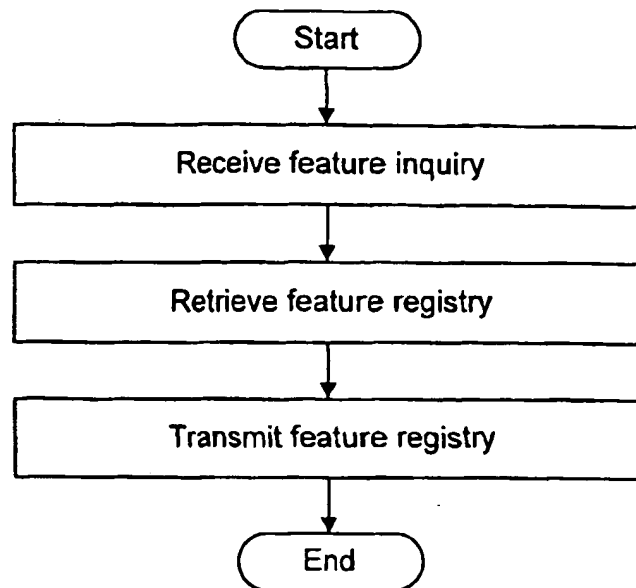 Start
Receive feature inquiry
Retrieve feature registry
Transmit feature registry
End